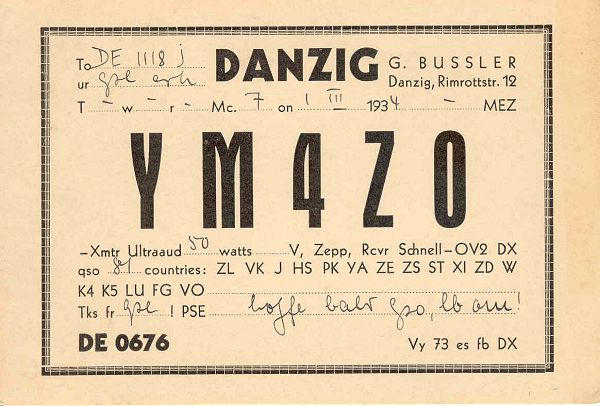 To DE 1118 j DANZIG G. BUSSLER
ur qsl erh Danzig, Rimrottstr. 12
T – w – r – Mc. 7 on 1 III 1934 – MEZ
YM4ZO
–Xmtr Ultraaud 50 watts V, Zepp, Rcvr Schnell–OV2 DX
qso countries: ZL VK J HS PK YA ZE ZS ST XI ZD W
K4 K5 LU FG VO
Tks fr qsl ! PSE hoffe bald qso, lb om!
DE 0676 Vy 73 es fb DX